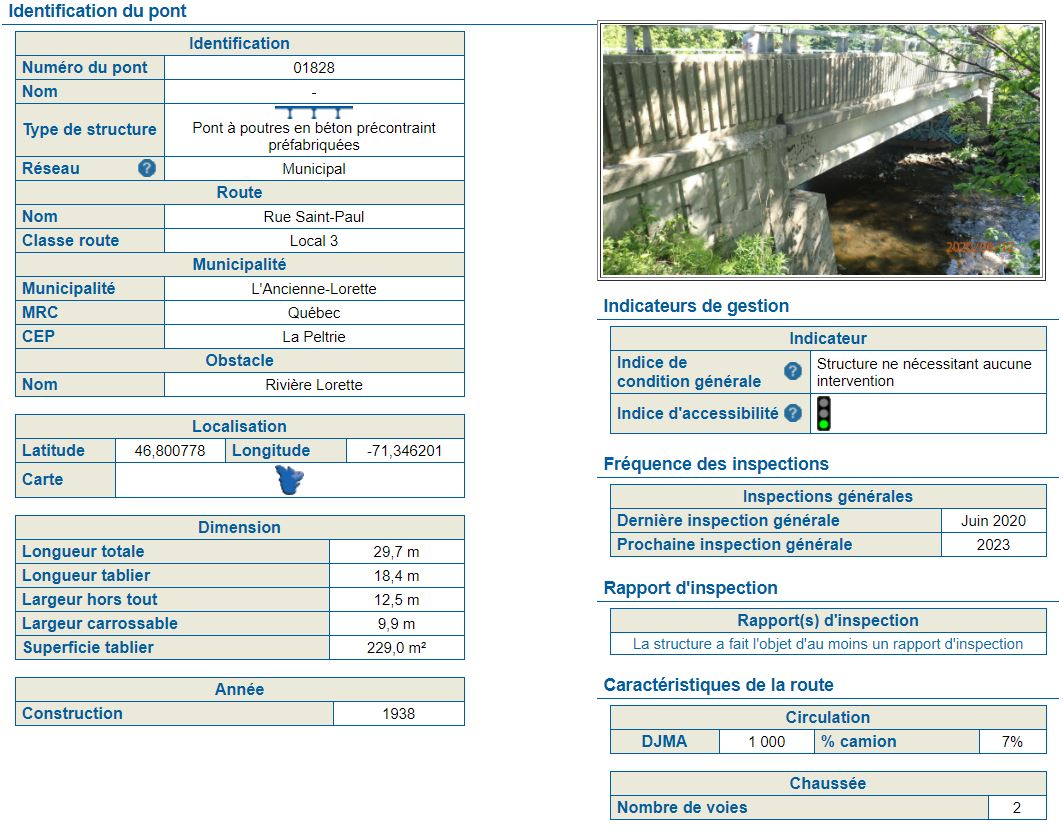 Identification du pont
Identification
Numéro du pont 01828
Nom -
Type de structure Pont à poutres en béton précontraint
préfabriquées
Réseau ? Municipal
Route
Nom Rue Saint-Paul
Classe route Local 3
Municipalité
Municipalité L'Ancienne-Lorette
MRC Québec
CEP La Peltrie
Obstacle
Nom Rivière Lorette
Localisation
Latitude 46,800778 Longitude -71,346201
Carte
Dimension
Longueur totale 29,7 m
Longueur tablier 18,4 m
Largeur hors tout 12,5 m
Largeur carrossable 9,9 m
Superficie tablier 229,0 m²
Année
Construction 1938
Indicateurs de gestion
Indicateur
Indice de
condition générale ? Structure ne nécessitant aucune
intervention
Indice d'accessibilité ?
Fréquence des inspections
Inspections générales
Dernière inspection générale Juin 2020
Prochaine inspection générale 2023
Rapport d'inspection
Rapport(s) d'inspection
La structure a fait l'objet d'au moins un rapport d'inspection
Caractéristiques de la route
Circulation
DJMA 1 000 % camion 7%
Chaussée
Nombre de voies 2